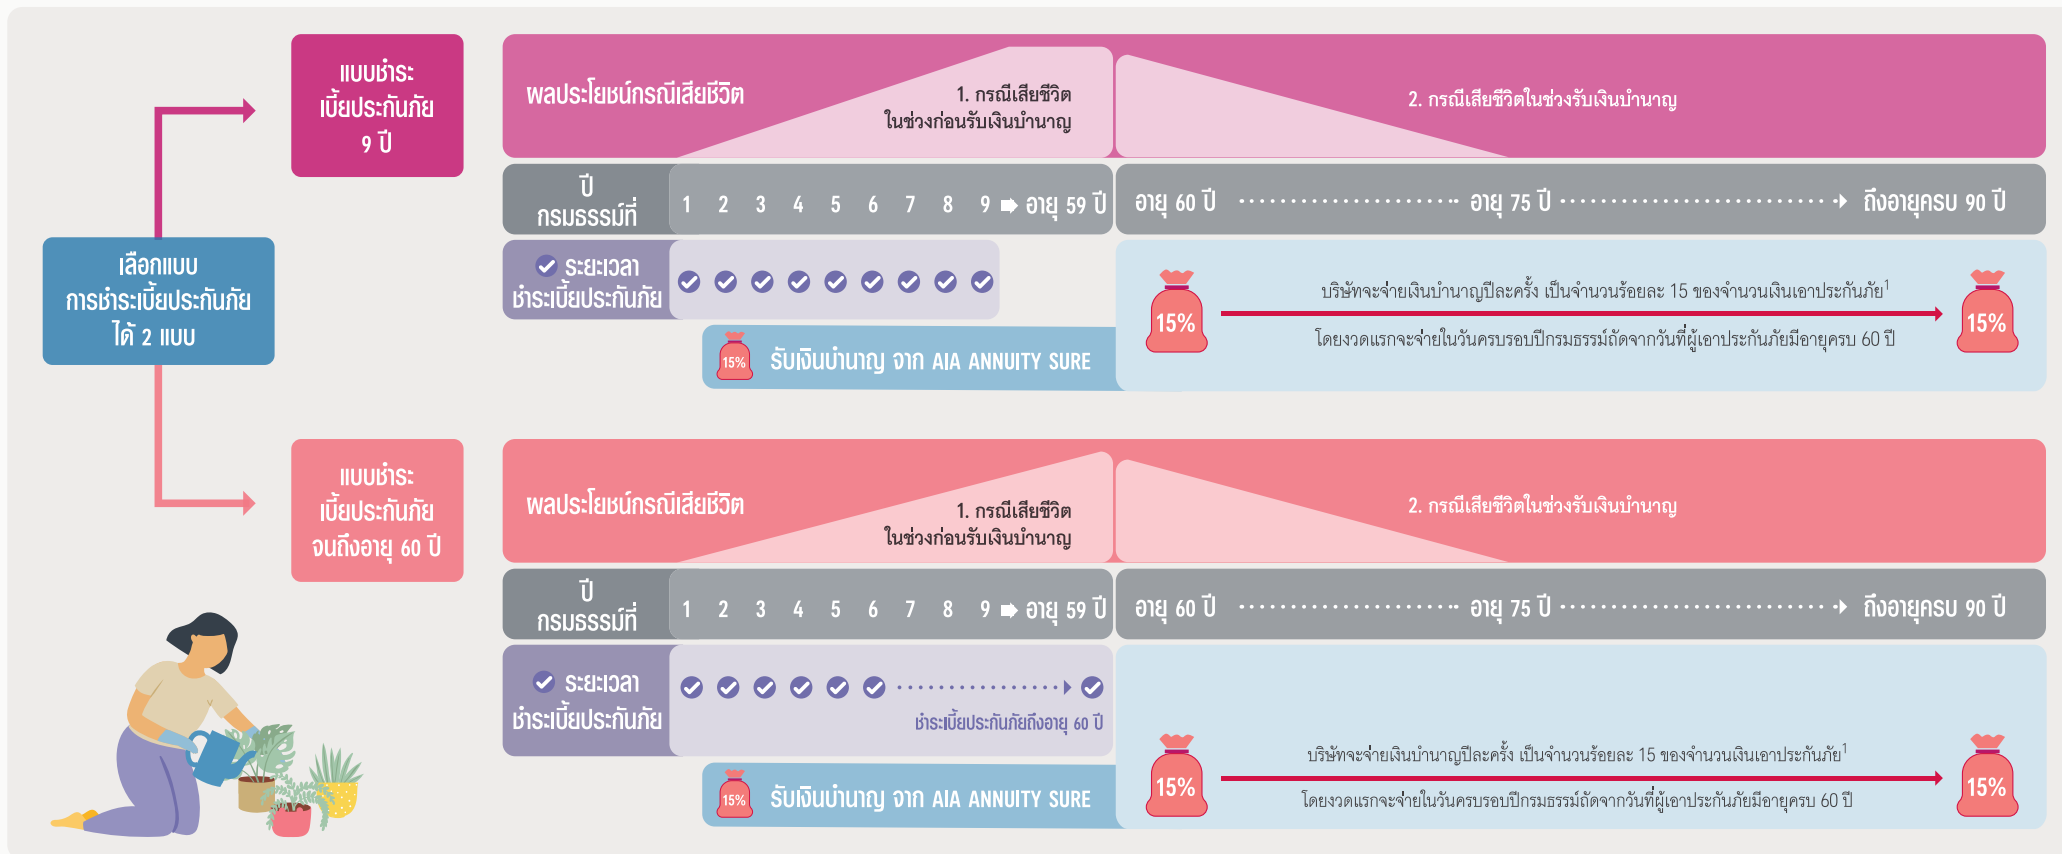 เลือกแบบ
การชำระเบี้ยประกันภัย
ได้ 2 แบบ
แบบชำระ
เบี้ยประกันภัย
9 ปี
ผลประโยชน์กรณีเสียชีวิต
1. กรณีเสียชีวิต
ในช่วงก่อนรับเงินบำนาญ
2. กรณีเสียชีวิตในช่วงรับเงินบำนาญ
ปี
กรมธรรม์ที่
1 2 3 4 5 6 7 8 9 อายุ 59 ปี
อายุ 60 ปี อายุ 75 ปี ถึงอายุครบ 90 ปี
ระยะเวลา
ชำระเบี้ยประกันภัย
15% รับเงินบำนาญ จาก AIA ANNUITY SURE
15%
บริษัทจะจ่ายเงินบำนาญปีละครั้ง เป็นจำนวนร้อยละ 15 ของจำนวนเงินเอาประกันภัย¹
โดยงวดแรกจะจ่ายในวันครบรอบปีกรมธรรม์ถัดจากวันที่ผู้เอาประกันภัยมีอายุครบ 60 ปี
15%
แบบชำระ
เบี้ยประกันภัย
จนถึงอายุ 60 ปี
ผลประโยชน์กรณีเสียชีวิต
1. กรณีเสียชีวิต
ในช่วงก่อนรับเงินบำนาญ
2. กรณีเสียชีวิตในช่วงรับเงินบำนาญ
ปี
กรมธรรม์ที่
1 2 3 4 5 6 7 8 9 อายุ 59 ปี
อายุ 60 ปี อายุ 75 ปี ถึงอายุครบ 90 ปี
ระยะเวลา
ชำระเบี้ยประกันภัย
ชำระเบี้ยประกันภัยถึงอายุ 60 ปี
15% รับเงินบำนาญ จาก AIA ANNUITY SURE
15%
บริษัทจะจ่ายเงินบำนาญปีละครั้ง เป็นจำนวนร้อยละ 15 ของจำนวนเงินเอาประกันภัย¹
โดยงวดแรกจะจ่ายในวันครบรอบปีกรมธรรม์ถัดจากวันที่ผู้เอาประกันภัยมีอายุครบ 60 ปี
15%